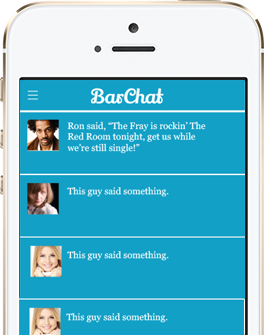 BarChat
Ron said, “The Fray is rockin’ The
Red Room tonight, get us while
we’re still single!”
This guy said something.
This guy said something.
This guy said something.